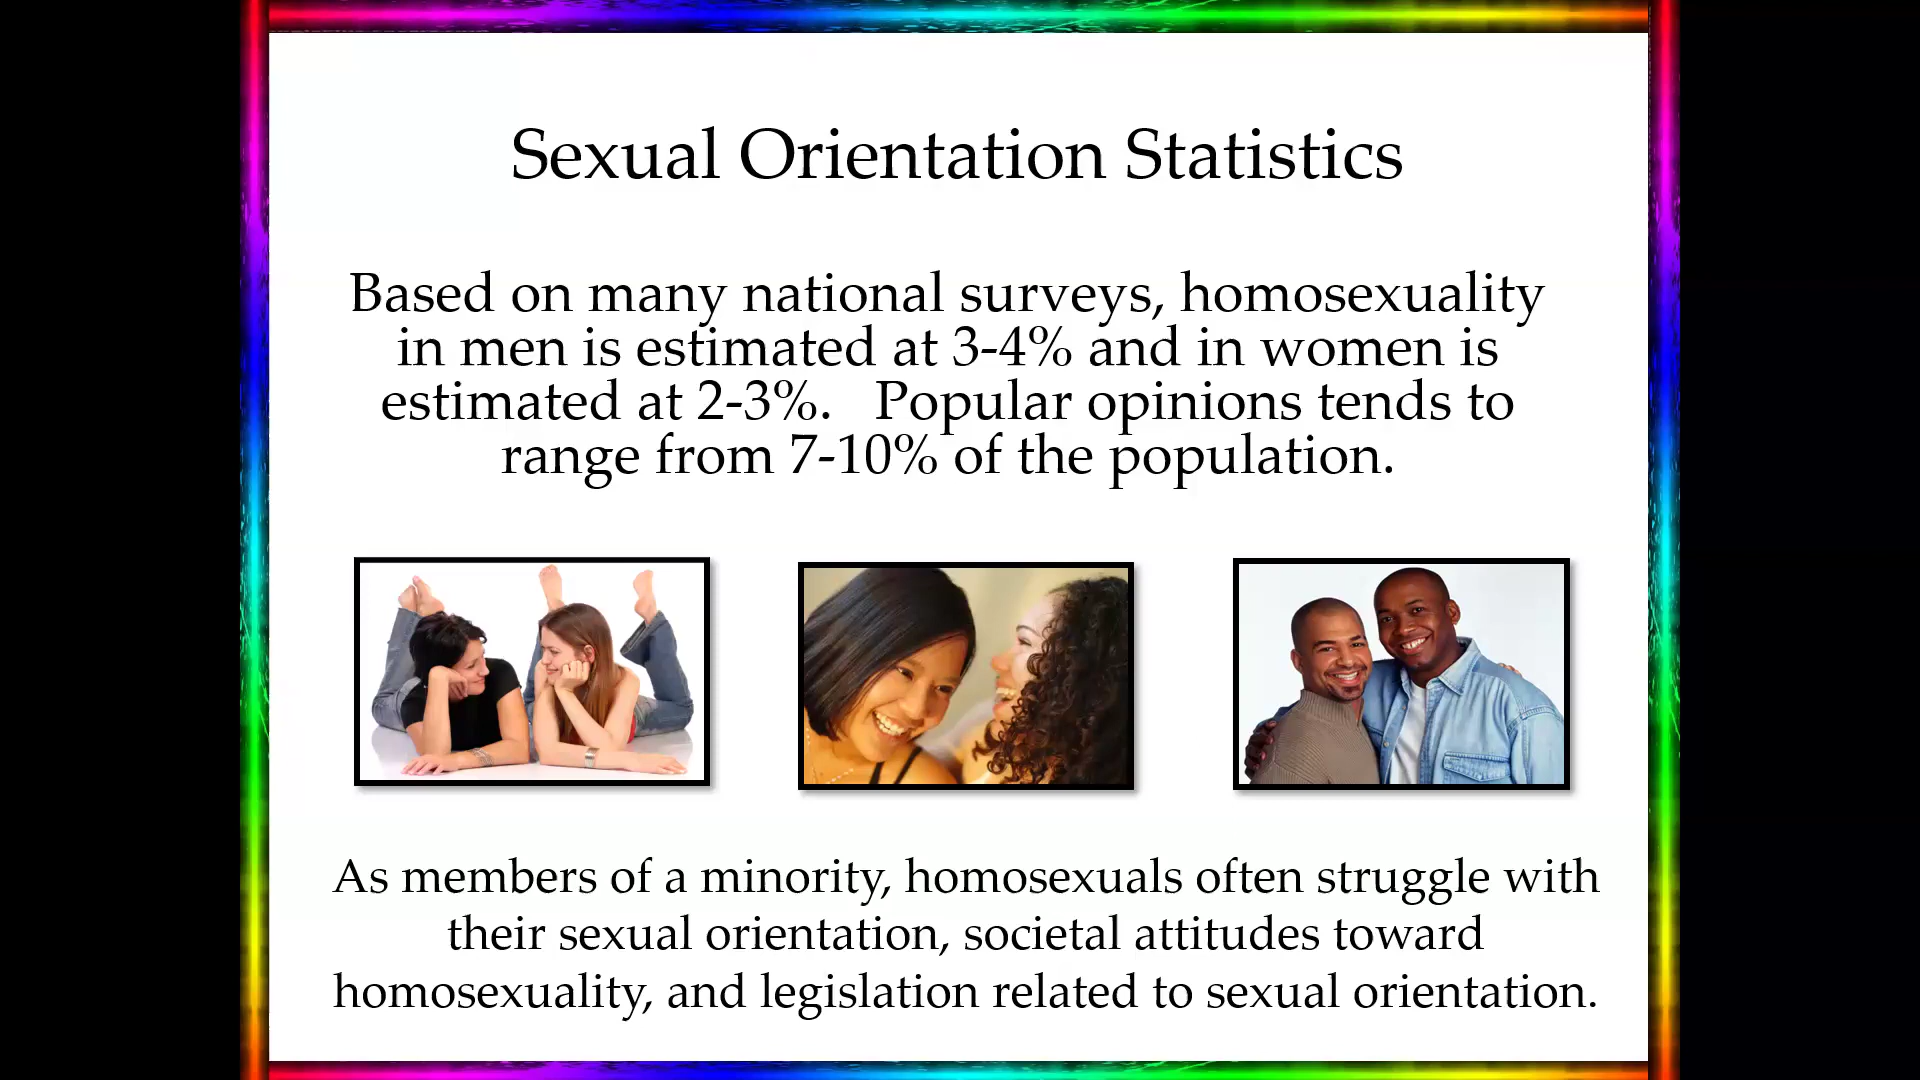 Sexual Orientation Statistics
Based on many national surveys, homosexuality
in men is estimated at 3-4% and in women is
estimated at 2-3%.   Popular opinions tends to
range from 7-10% of the population.
As members of a minority, homosexuals often struggle with
their sexual orientation, societal attitudes toward
homosexuality, and legislation related to sexual orientation.